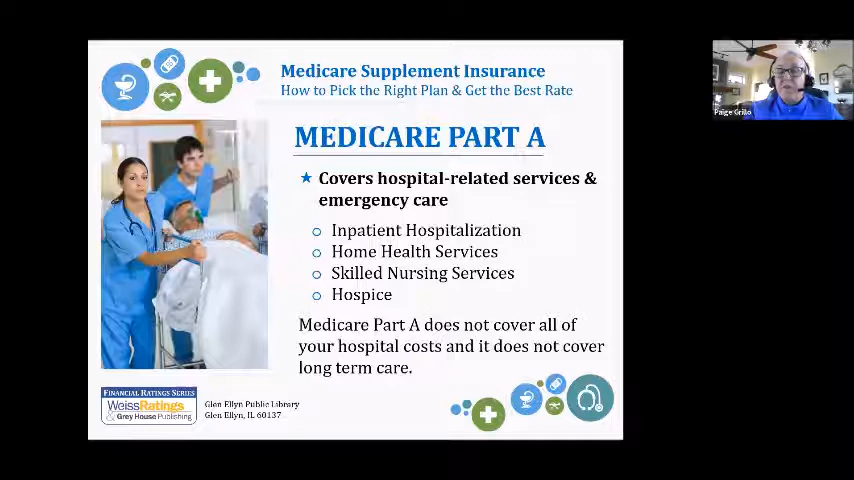 Medicare Supplement Insurance
How to Pick the Right Plan & Get the Best Rate
MEDICARE PART A
Covers hospital-related services &
emergency care
Inpatient Hospitalization
Home Health Services
Skilled Nursing Services
Hospice
Medicare Part A does not cover all of
your hospital costs and it does not cover
long term care.
FINANCIAL RATINGS SERIES
WeissRatings
& Grey House Publishing
Glen Ellyn Public Library
Glen Ellyn, IL 60137
Paige Grillo